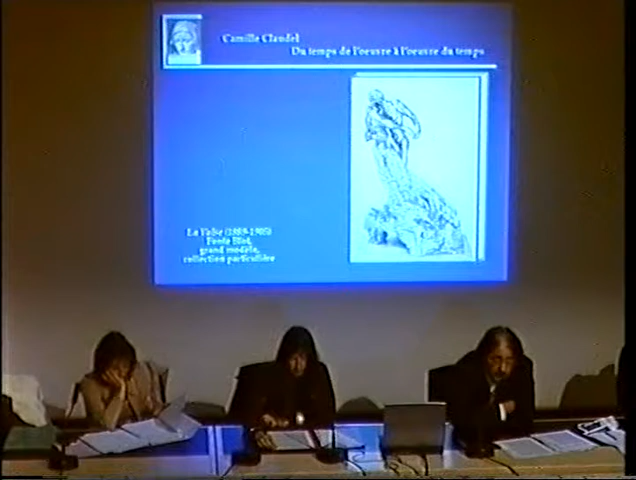 Camille Claudel
Du temps de l'oeuvre à l'oeuvre du temps
La Valse (1889-1905)
Fonte Blot,
grand modèle,
collection particulière